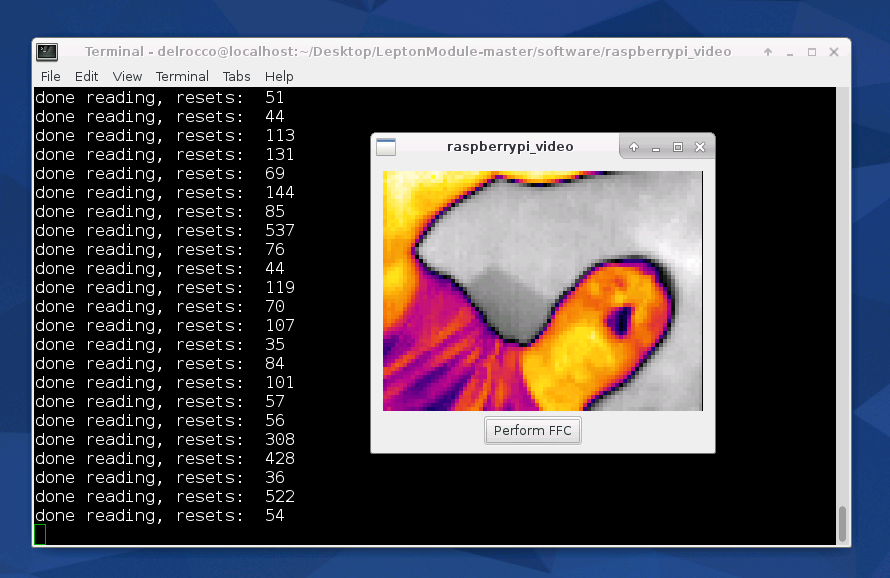 Terminal - delrocco@localhost:~/Desktop/LeptonModule-master/software/raspberrypi_video
File Edit View Terminal Tabs Help
done reading, resets: 51
done reading, resets: 44
done reading, resets: 113
done reading, resets: 131
done reading, resets: 69
done reading, resets: 144
done reading, resets: 85
done reading, resets: 537
done reading, resets: 76
done reading, resets: 44
done reading, resets: 119
done reading, resets: 70
done reading, resets: 107
done reading, resets: 35
done reading, resets: 84
done reading, resets: 101
done reading, resets: 57
done reading, resets: 56
done reading, resets: 308
done reading, resets: 428
done reading, resets: 36
done reading, resets: 522
done reading, resets: 54
raspberrypi_video
Perform FFC